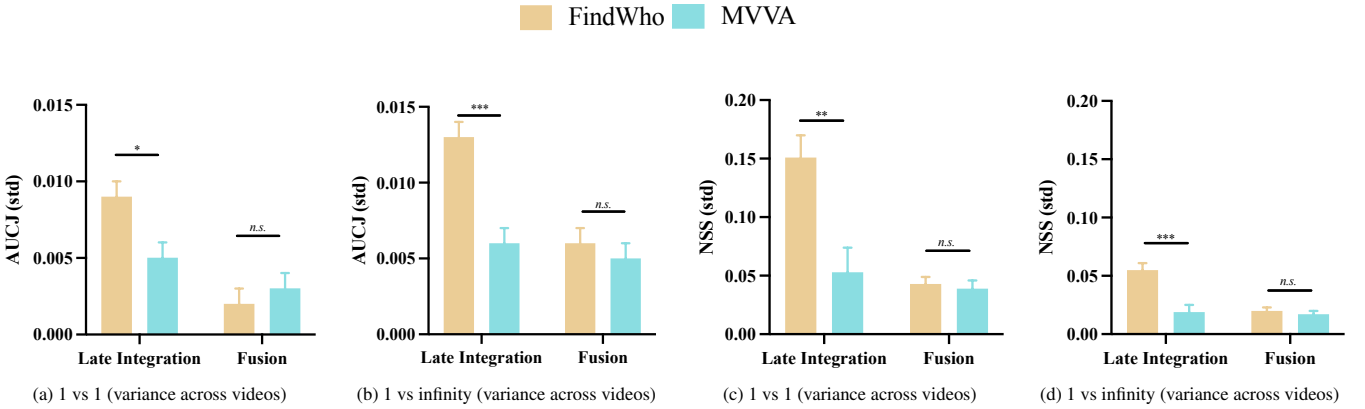 FindWho MVVA
AUCJ (std)
0.015
0.010
0.005
0.000
*
n.s.
Late Integration Fusion
(a) 1 vs 1 (variance across videos)
AUCJ (std)
0.015
0.010
0.005
0.000
***
n.s.
Late Integration Fusion
(b) 1 vs infinity (variance across videos)
NSS (std)
0.20
0.15
0.10
0.05
0.00
**
n.s.
Late Integration Fusion
(c) 1 vs 1 (variance across videos)
NSS (std)
0.20
0.15
0.10
0.05
0.00
***
n.s.
Late Integration Fusion
(d) 1 vs infinity (variance across videos)